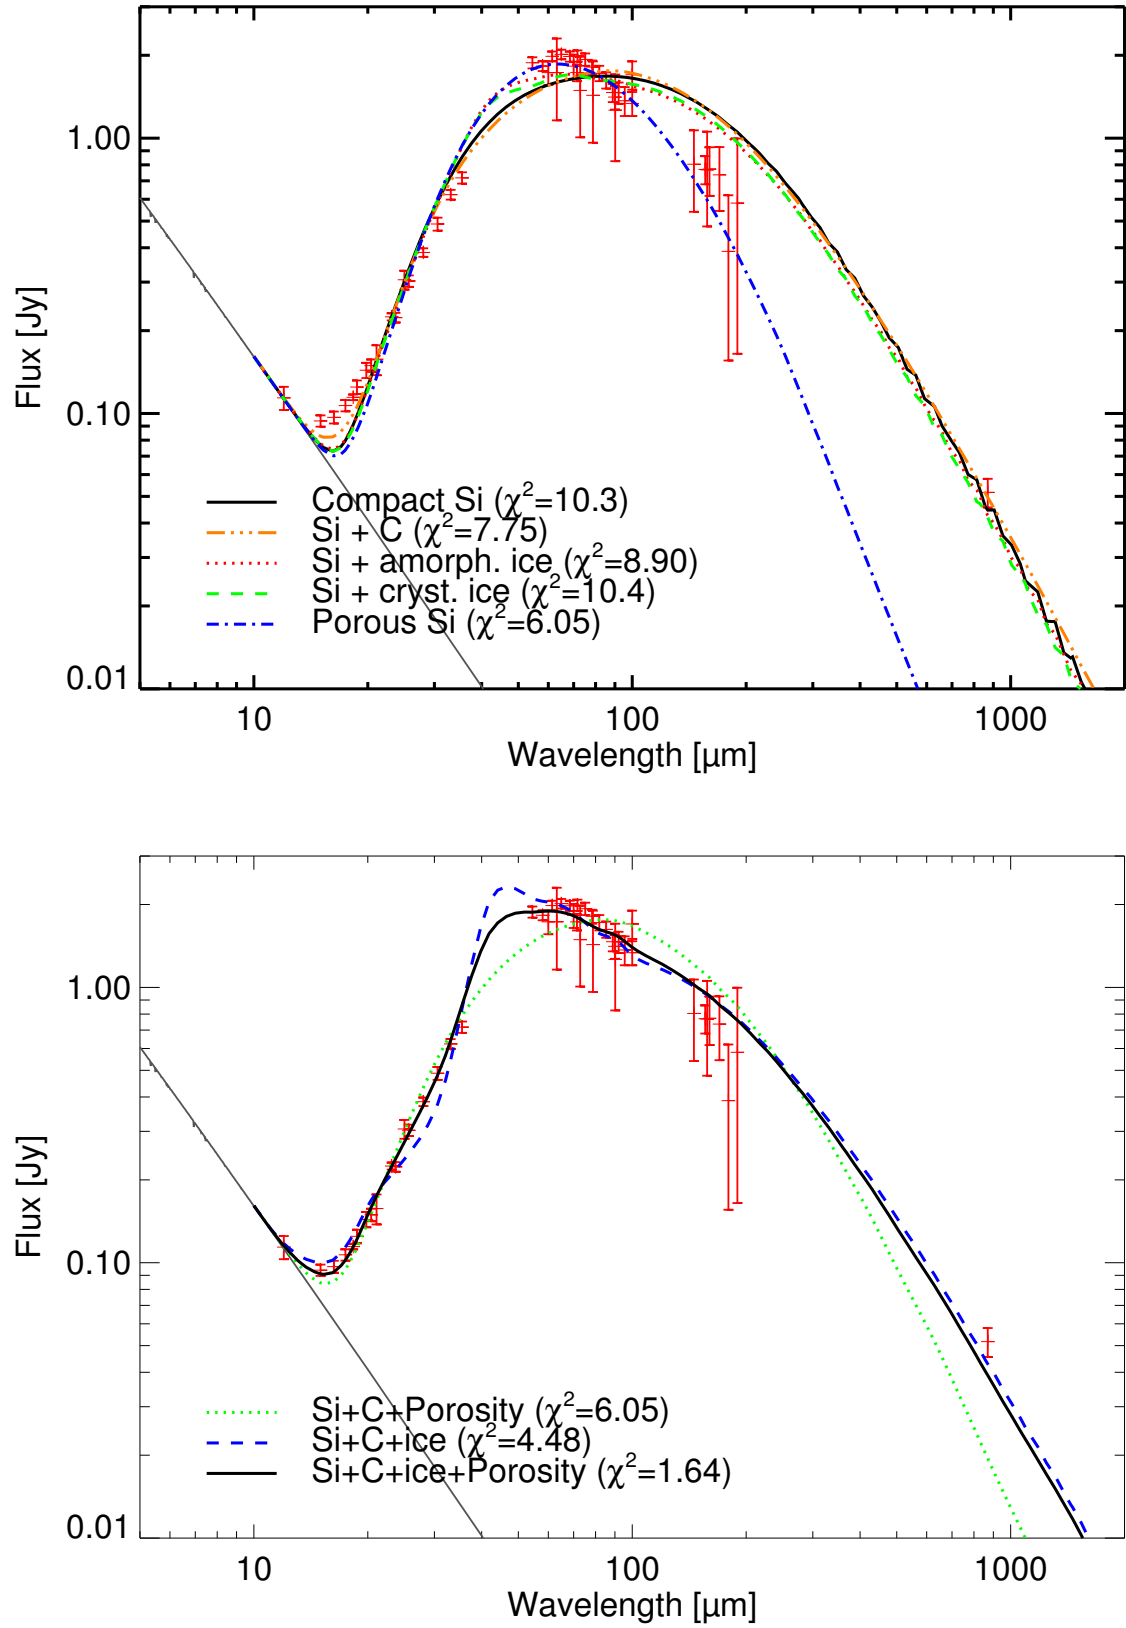 1.00
0.10
0.01
Flux [Jy]
Compact Si (χ²=10.3)
Si + C (χ²=7.75)
Si + amorph. ice (χ²=8.90)
Si + cryst. ice (χ²=10.4)
Porous Si (χ²=6.05)
10 100 1000
Wavelength [μm]
1.00
0.10
0.01
Flux [Jy]
Si+C+Porosity (χ²=6.05)
Si+C+ice (χ²=4.48)
Si+C+ice+Porosity (χ²=1.64)
10 100 1000
Wavelength [μm]